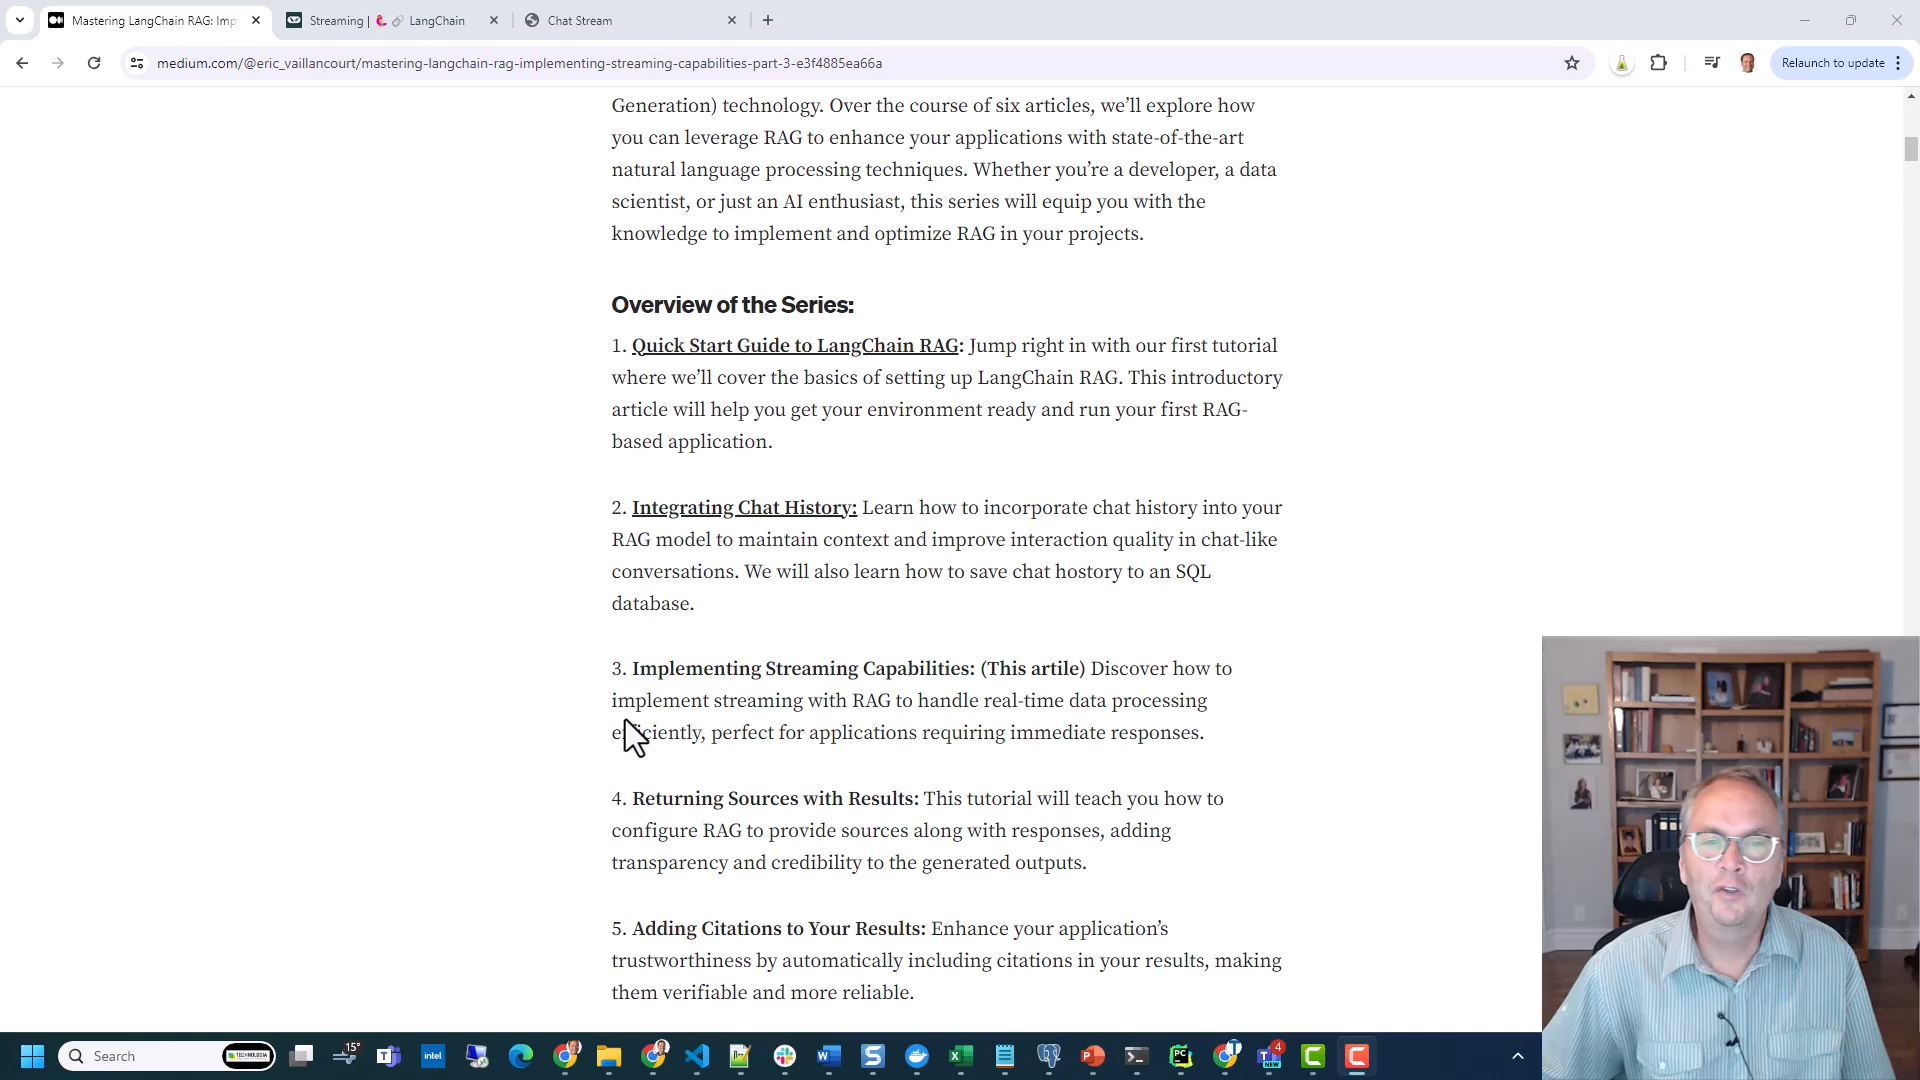 Mastering LangChain RAG: Imp
Streaming | LangChain
Chat Stream
medium.com/@eric_vaillancourt/mastering-langchain-rag-implementing-streaming-capabilities-part-3-e3f4885ea66a
Relaunch to update
Generation) technology. Over the course of six articles, we’ll explore how
you can leverage RAG to enhance your applications with state-of-the-art
natural language processing techniques. Whether you’re a developer, a data
scientist, or just an AI enthusiast, this series will equip you with the
knowledge to implement and optimize RAG in your projects.
Overview of the Series:
1. Quick Start Guide to LangChain RAG: Jump right in with our first tutorial
where we’ll cover the basics of setting up LangChain RAG. This introductory
article will help you get your environment ready and run your first RAG-
based application.
2. Integrating Chat History: Learn how to incorporate chat history into your
RAG model to maintain context and improve interaction quality in chat-like
conversations. We will also learn how to save chat hostory to an SQL
database.
3. Implementing Streaming Capabilities: (This artile) Discover how to
implement streaming with RAG to handle real-time data processing
efficiently, perfect for applications requiring immediate responses.
4. Returning Sources with Results: This tutorial will teach you how to
configure RAG to provide sources along with responses, adding
transparency and credibility to the generated outputs.
5. Adding Citations to Your Results: Enhance your application’s
trustworthiness by automatically including citations in your results, making
them verifiable and more reliable.
Search
15°
intel
4
NEW